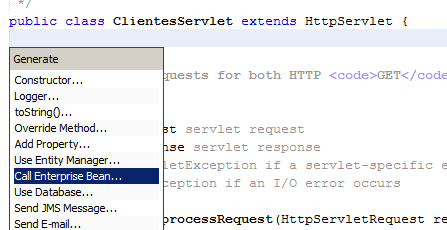 */
public class ClientesServlet extends HttpServlet {
Generate
Constructor...
Logger...
quests for both HTTP <code>GET</code
toString()...
Override Method...
st servlet request
Add Property...
nse servlet response
Use Entity Manager...
letException if a servlet-specific e
Call Enterprise Bean...
ception if an I/O error occurs
Use Database...
Send JMS Message...
processRequest(HttpServletRequest re
Send E-mail...